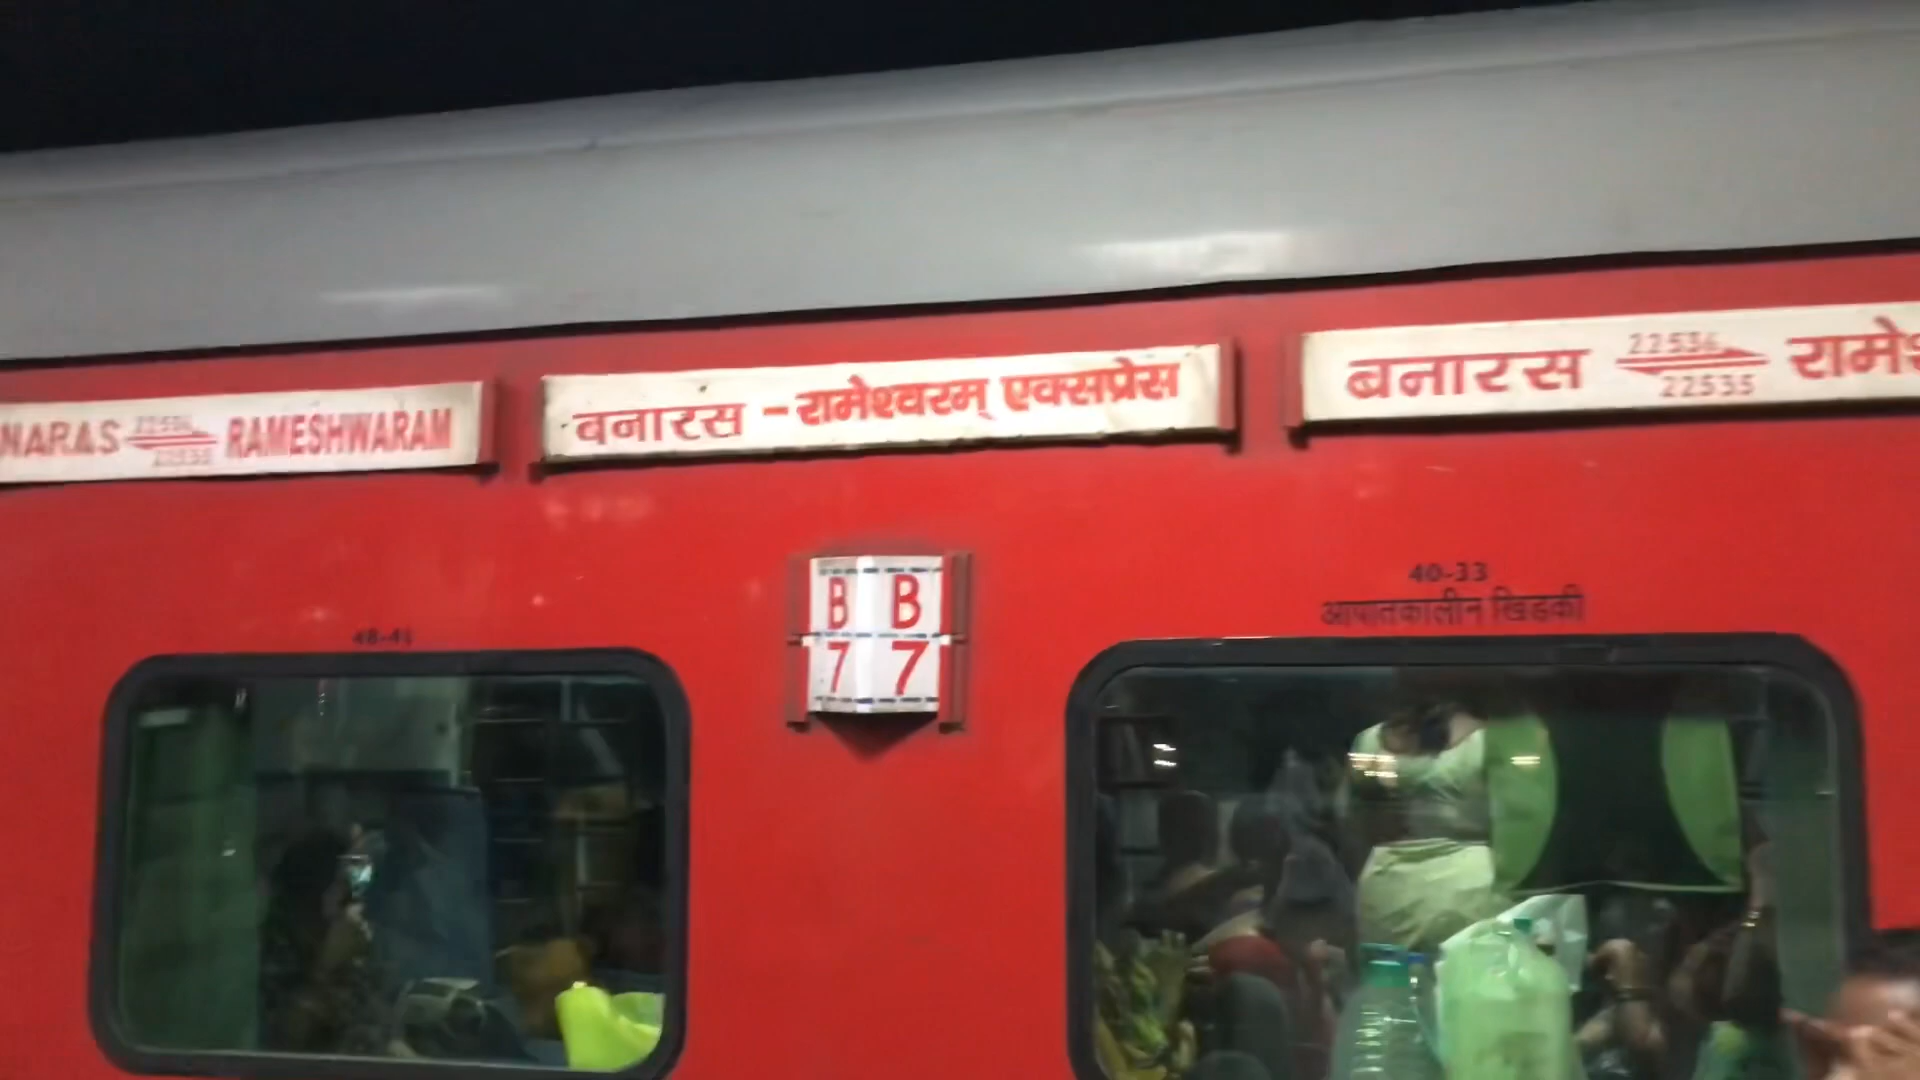 NARAS 22536 RAMESHWARAM
22535
बनारस - रामेश्वरम् एक्सप्रेस
बनारस 22536 रामे
22535
B B
7 7
48-41
40-33
आपातकालीन खिडकी